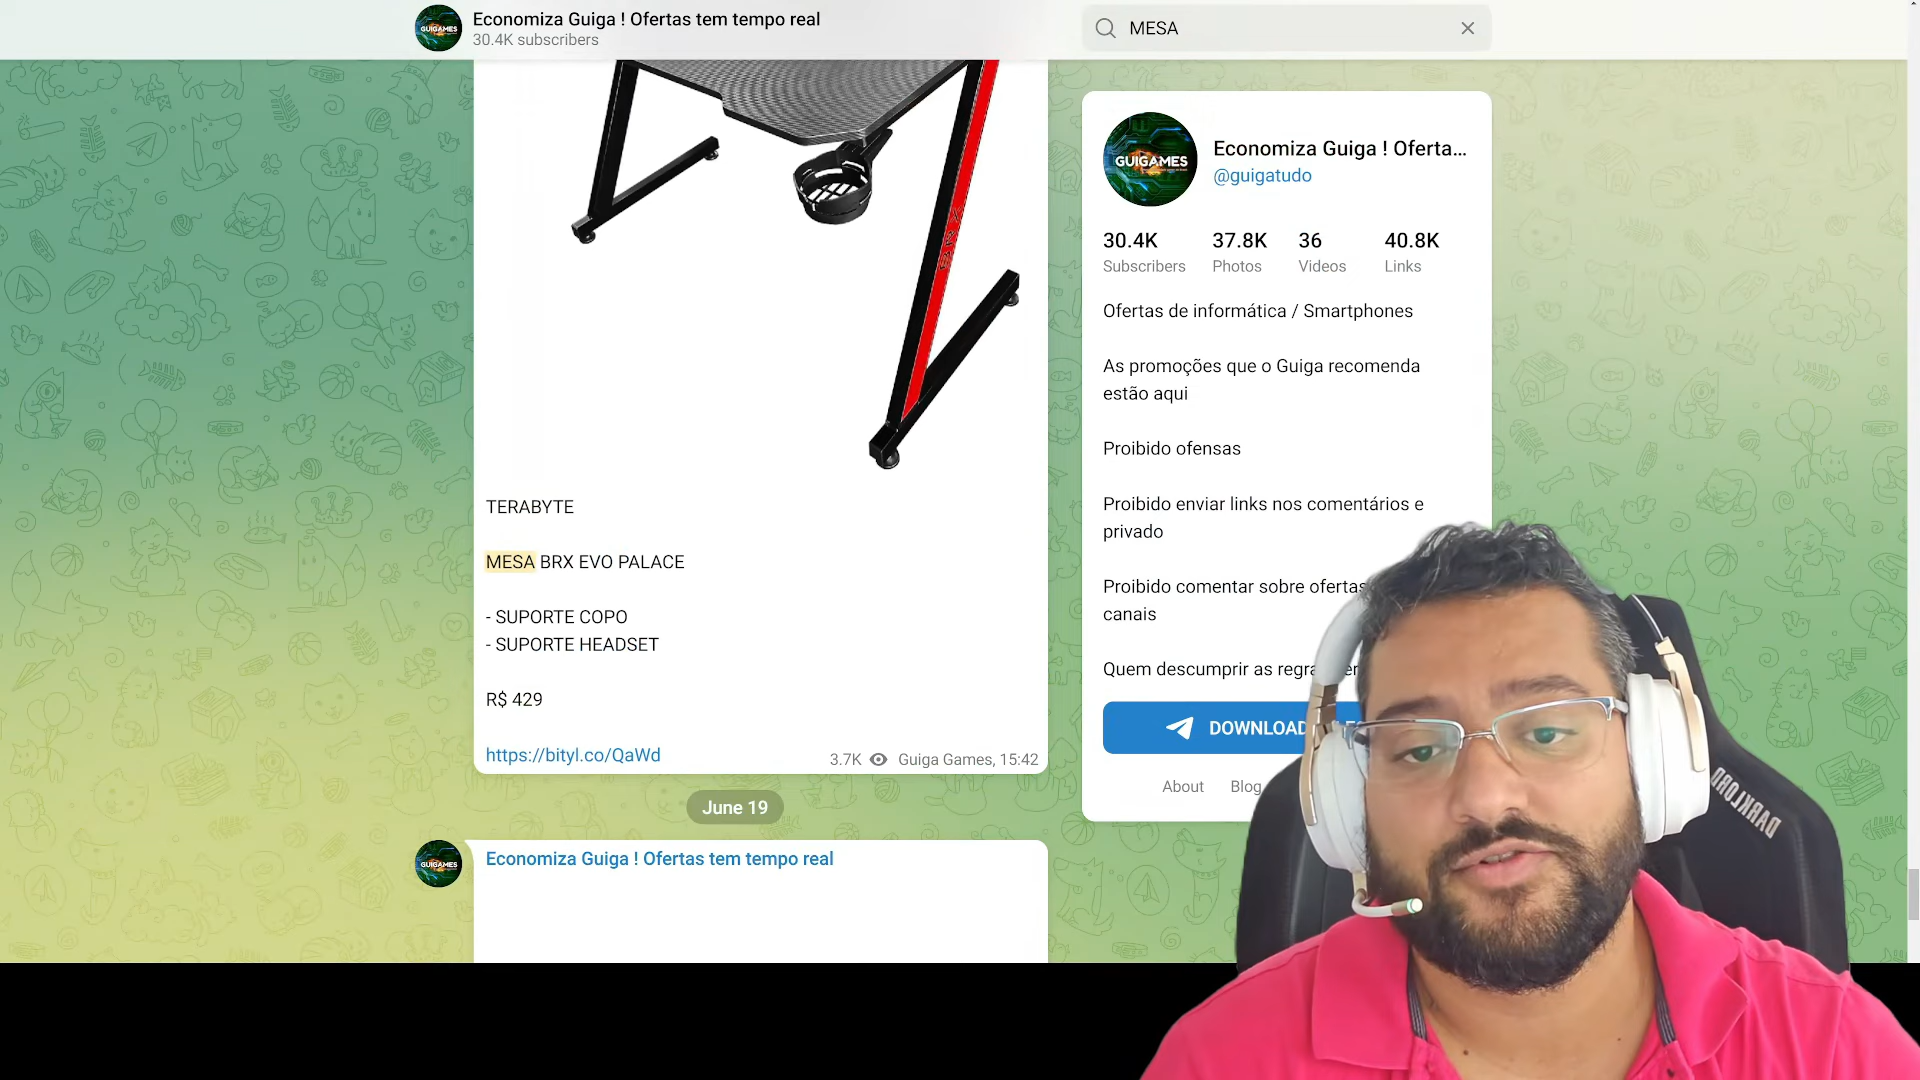 Economiza Guiga ! Ofertas tem tempo real
30.4K subscribers
MESA
GUIGAMES
TERABYTE
MESA BRX EVO PALACE
- SUPORTE COPO
- SUPORTE HEADSET
R$ 429
https://bityl.co/QaWd
3.7K Guiga Games, 15:42
June 19
GUIGAMES
Economiza Guiga ! Ofertas tem tempo real
GUIGAMES
Economiza Guiga ! Oferta...
@guigatudo
30.4K 37.8K 36 40.8K
Subscribers Photos Videos Links
Ofertas de informática / Smartphones
As promoções que o Guiga recomenda
estão aqui
Proibido ofensas
Proibido enviar links nos comentários e
privado
Proibido comentar sobre ofertas
canais
Quem descumprir as regra
DOWNLOAD
About Blog
DARKLORD